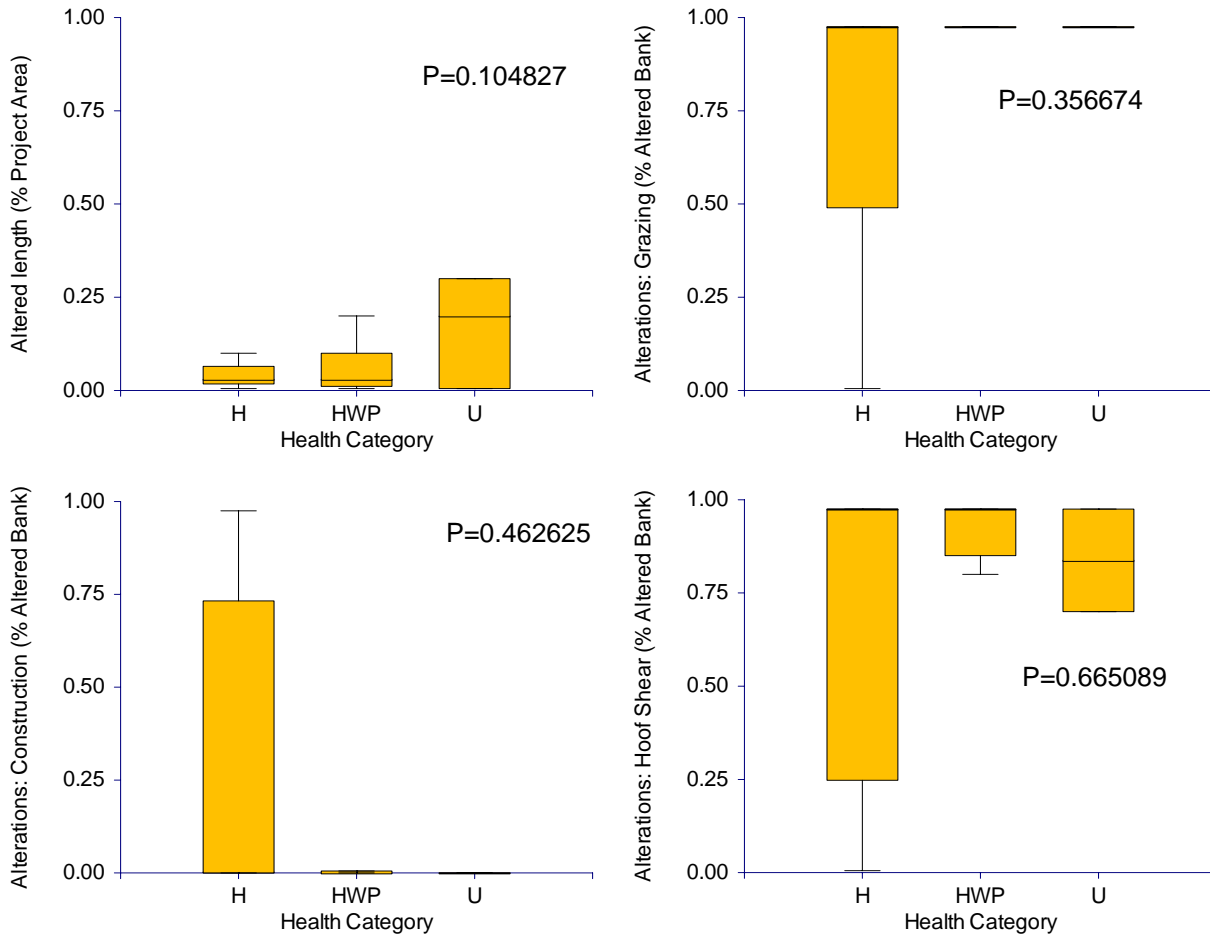 Altered length (% Project Area)
1.00
0.75
0.50
0.25
0.00
P=0.104827
H HWP U
Health Category
Alterations: Grazing (% Altered Bank)
1.00
0.75
0.50
0.25
0.00
P=0.356674
H HWP U
Health Category
Alterations: Construction (% Altered Bank)
1.00
0.75
0.50
0.25
0.00
P=0.462625
H HWP U
Health Category
Alterations: Hoof Shear (% Altered Bank)
1.00
0.75
0.50
0.25
0.00
P=0.665089
H HWP U
Health Category